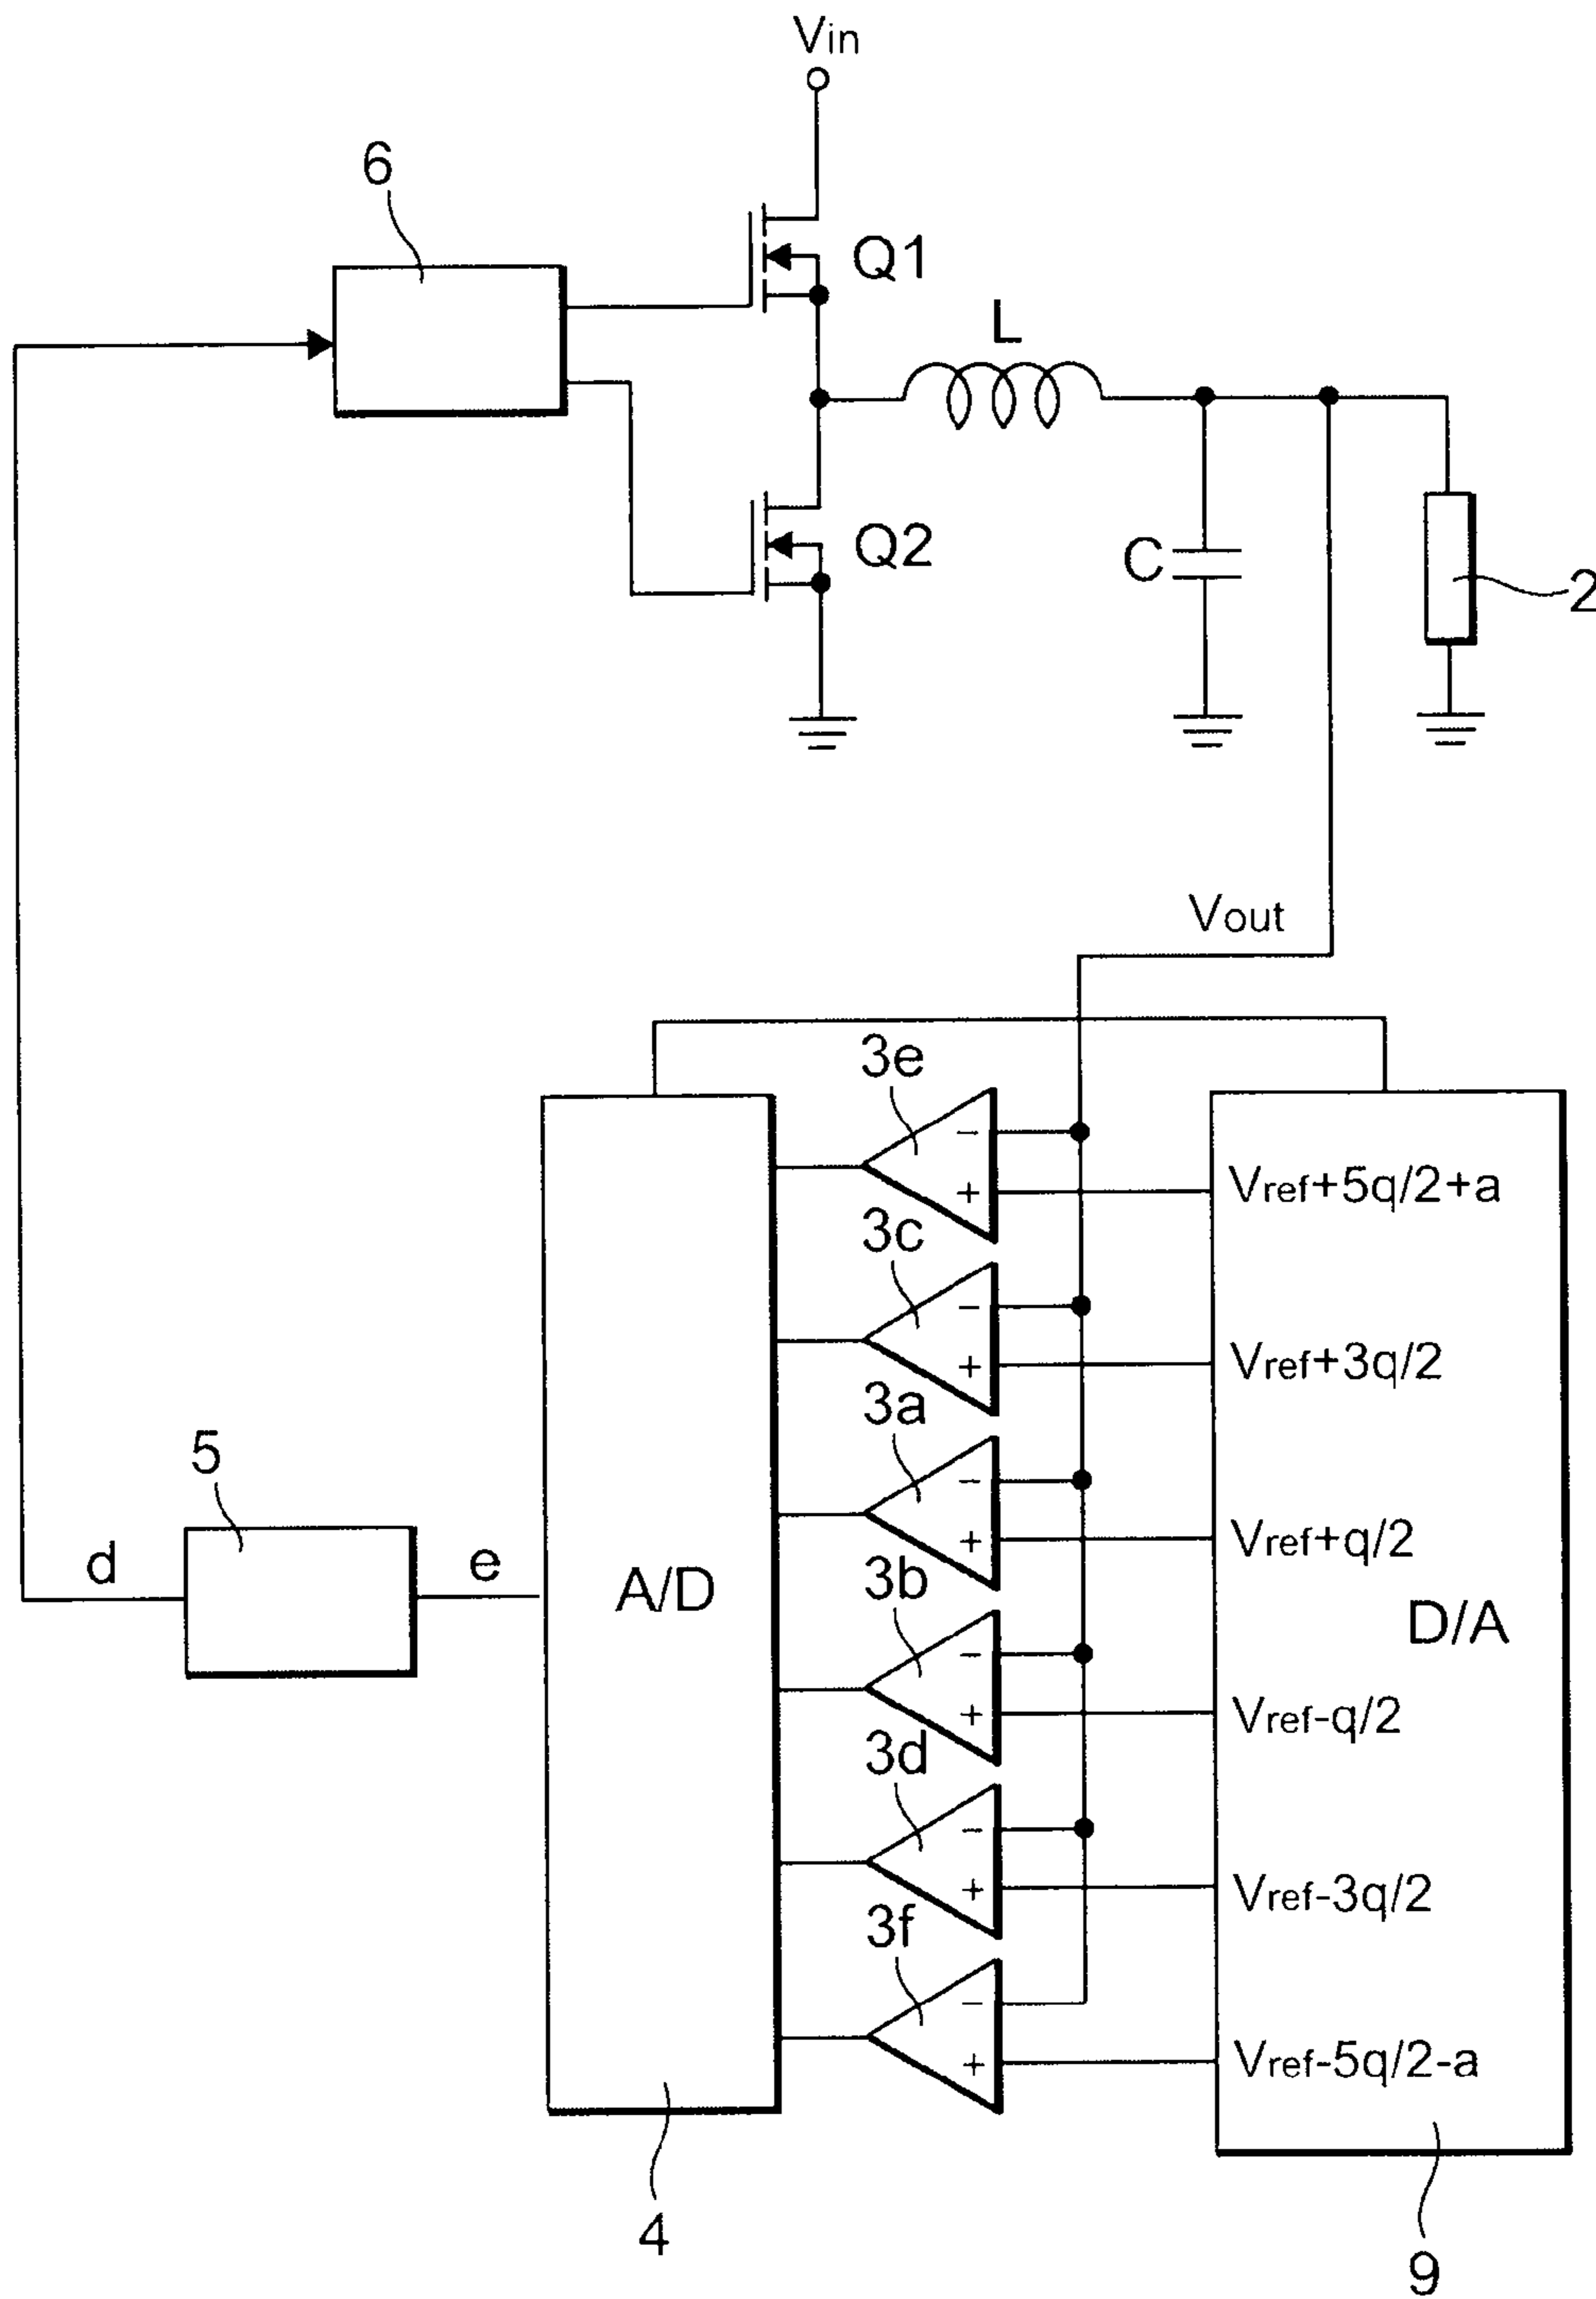 Vin
6
Q1
L
Q2
C
2
Vout
3e
-
+
Vref+5q/2+a
3c
-
+
Vref+3q/2
3a
-
+
Vref+q/2
5
d
e
A/D
3b
-
+
D/A
Vref-q/2
3d
-
+
Vref-3q/2
3f
-
+
Vref-5q/2-a
4
9